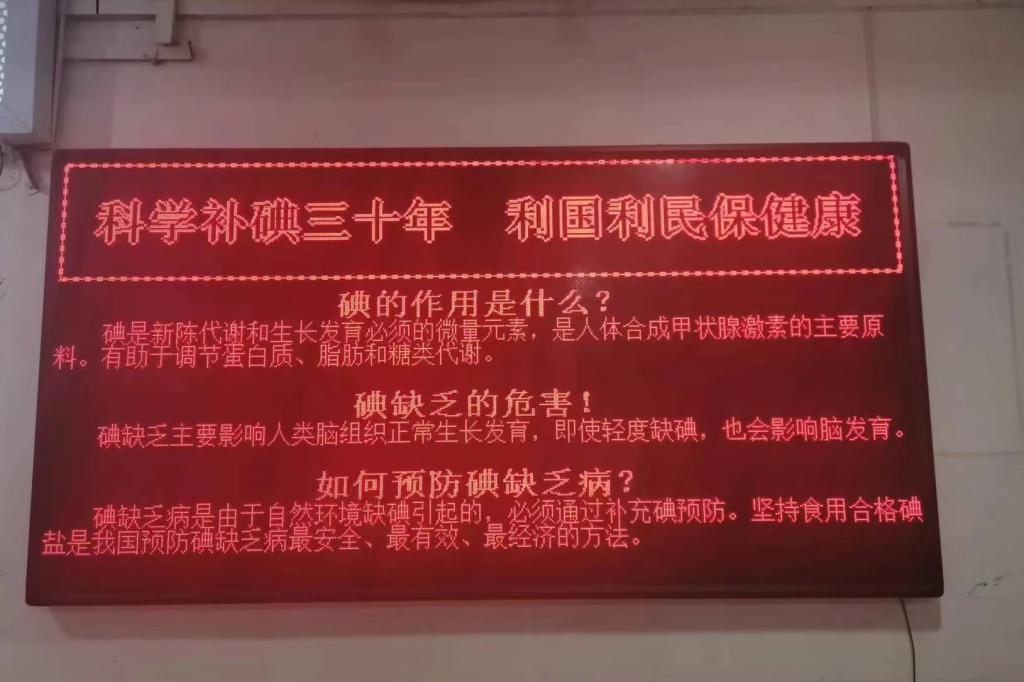 科学补碘三十年　利国利民保健康
碘的作用是什么？
碘是新陈代谢和生长发育必须的微量元素，是人体合成甲状腺激素的主要原
料。有助于调节蛋白质、脂肪和糖类代谢。
碘缺乏的危害！
碘缺乏主要影响人类脑组织正常生长发育，即使轻度缺碘，也会影响脑发育。
如何预防碘缺乏病？
碘缺乏病是由于自然环境缺碘引起的，必须通过补充碘预防。坚持食用合格碘
盐是我国预防碘缺乏病最安全、最有效、最经济的方法。